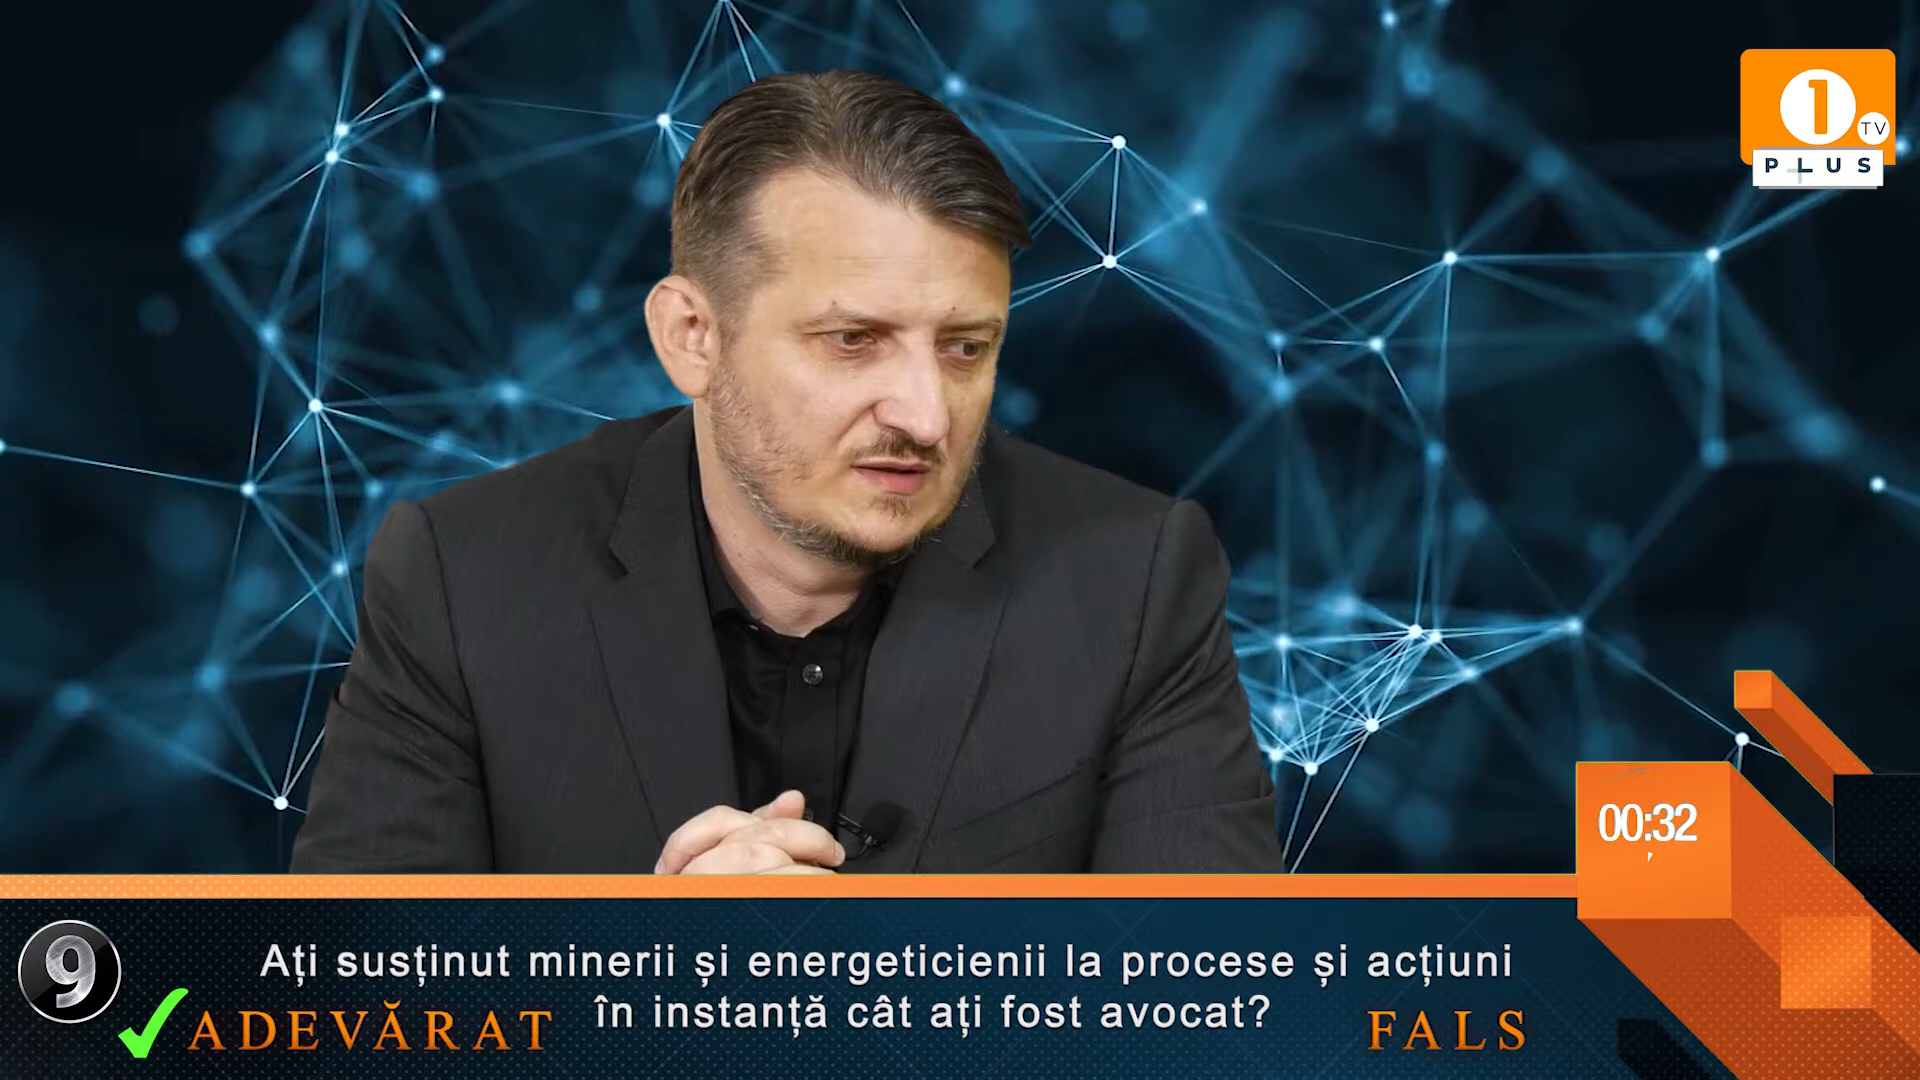 1
TV
PLUS
00:32
9
Ați susținut minerii și energeticienii la procese și acțiuni
în instanță cât ați fost avocat?
ADEVĂRAT
FALS